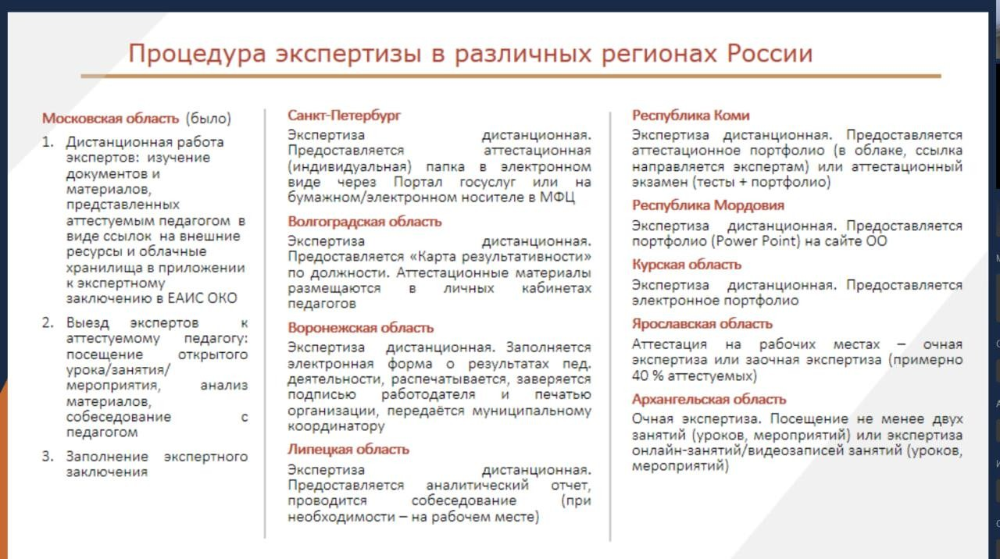 Процедура экспертизы в различных регионах России
Московская область (было)
1. Дистанционная работа
экспертов: изучение
документов и
материалов,
представленных
аттестуемым педагогом в
виде ссылок на внешние
ресурсы и облачные
хранилища в приложении
к экспертному
заключению в ЕАИС ОКО
2. Выезд экспертов к
аттестуемому педагогу:
посещение открытого
урока/занятия/
мероприятия, анализ
материалов,
собеседование с
педагогом
3. Заполнение экспертного
заключения
Санкт-Петербург
Экспертиза дистанционная.
Предоставляется аттестационная
(индивидуальная) папка в электронном
виде через Портал госуслуг или на
бумажном/электронном носителе в МФЦ
Волгоградская область
Экспертиза дистанционная.
Предоставляется «Карта результативности»
по должности. Аттестационные материалы
размещаются в личных кабинетах
педагогов
Воронежская область
Экспертиза дистанционная. Заполняется
электронная форма о результатах пед.
деятельности, распечатывается, заверяется
подписью работодателя и печатью
организации, передаётся муниципальному
координатору
Липецкая область
Экспертиза дистанционная.
Предоставляется аналитический отчет,
проводится собеседование (при
необходимости – на рабочем месте)
Республика Коми
Экспертиза дистанционная. Предоставляется
аттестационное портфолио (в облаке, ссылка
направляется экспертам) или аттестационный
экзамен (тесты + портфолио)
Республика Мордовия
Экспертиза дистанционная. Предоставляется
портфолио (Power Point) на сайте ОО
Курская область
Экспертиза дистанционная. Предоставляется
электронное портфолио
Ярославская область
Аттестация на рабочих местах – очная
экспертиза или заочная экспертиза (примерно
40 % аттестуемых)
Архангельская область
Очная экспертиза. Посещение не менее двух
занятий (уроков, мероприятий) или экспертиза
онлайн-занятий/видеозаписей занятий (уроков,
мероприятий)